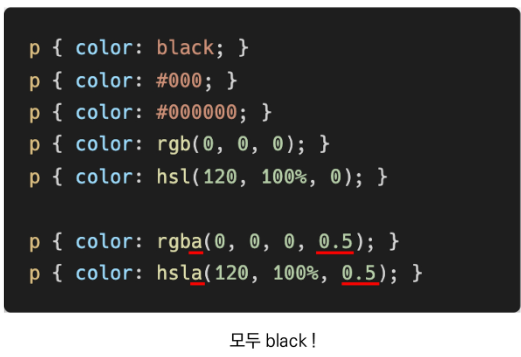 p { color: black; }
p { color: #000; }
p { color: #000000; }
p { color: rgb(0, 0, 0); }
p { color: hsl(120, 100%, 0); }
p { color: rgba(0, 0, 0, 0.5); }
p { color: hsla(120, 100%, 0.5); }
모두 black !